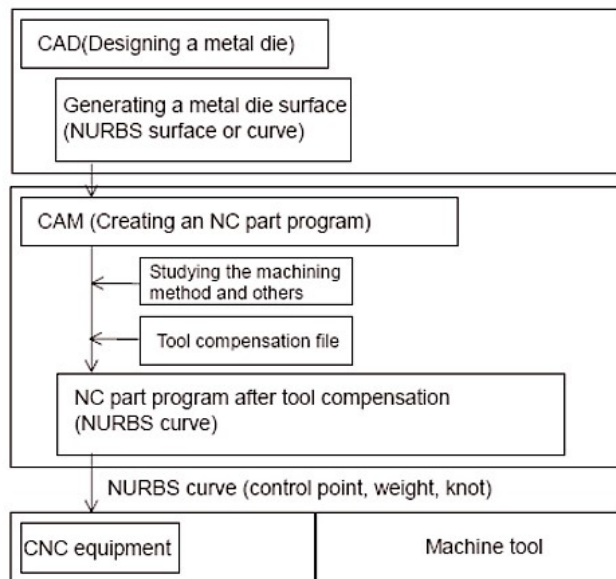 CAD(Designing a metal die)
Generating a metal die surface
(NURBS surface or curve)
CAM (Creating an NC part program)
Studying the machining
method and others
Tool compensation file
NC part program after tool compensation
(NURBS curve)
NURBS curve (control point, weight, knot)
CNC equipment
Machine tool